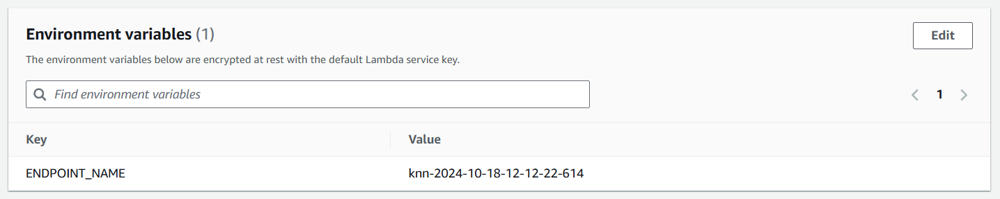 Environment variables (1)
Edit
The environment variables below are encrypted at rest with the default Lambda service key.
Find environment variables
1
Key Value
ENDPOINT_NAME knn-2024-10-18-12-12-22-614